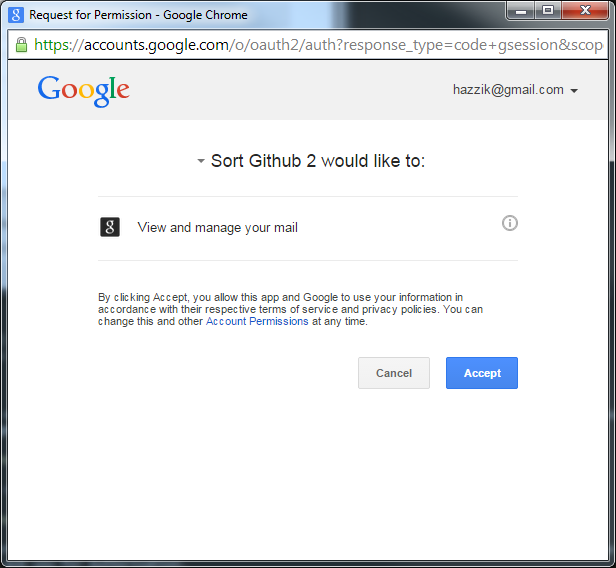 Request for Permission - Google Chrome
https://accounts.google.com/o/oauth2/auth?response_type=code+gsession&scop
Google
hazzik@gmail.com
Sort Github 2 would like to:
g View and manage your mail
By clicking Accept, you allow this app and Google to use your information in
accordance with their respective terms of service and privacy policies. You can
change this and other Account Permissions at any time.
Cancel Accept